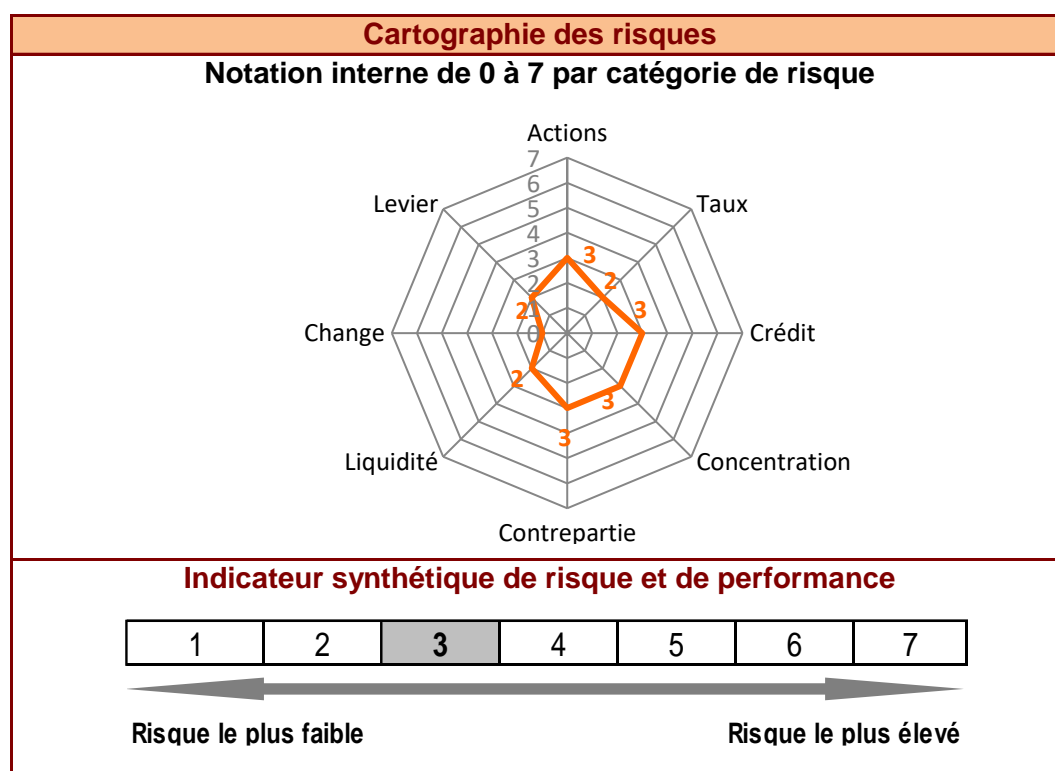 Cartographie des risques
Notation interne de 0 à 7 par catégorie de risque
Actions
7
6
5
4
3
2
1
0
Levier
Taux
3
2
3
2
Change
Crédit
2
3
3
Liquidité
Concentration
Contrepartie
Indicateur synthétique de risque et de performance
1 2 3 4 5 6 7
Risque le plus faible Risque le plus élevé